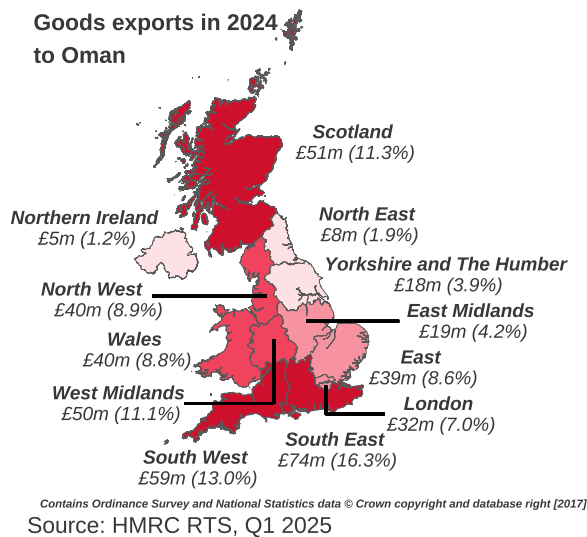 Goods exports in 2024
to Oman
Scotland
£51m (11.3%)
Northern Ireland
£5m (1.2%)
North East
£8m (1.9%)
Yorkshire and The Humber
£18m (3.9%)
North West
£40m (8.9%)
East Midlands
£19m (4.2%)
Wales
£40m (8.8%)
East
£39m (8.6%)
West Midlands
£50m (11.1%)
London
£32m (7.0%)
South East
£74m (16.3%)
South West
£59m (13.0%)
Contains Ordinance Survey and National Statistics data © Crown copyright and database right [2017]
Source: HMRC RTS, Q1 2025